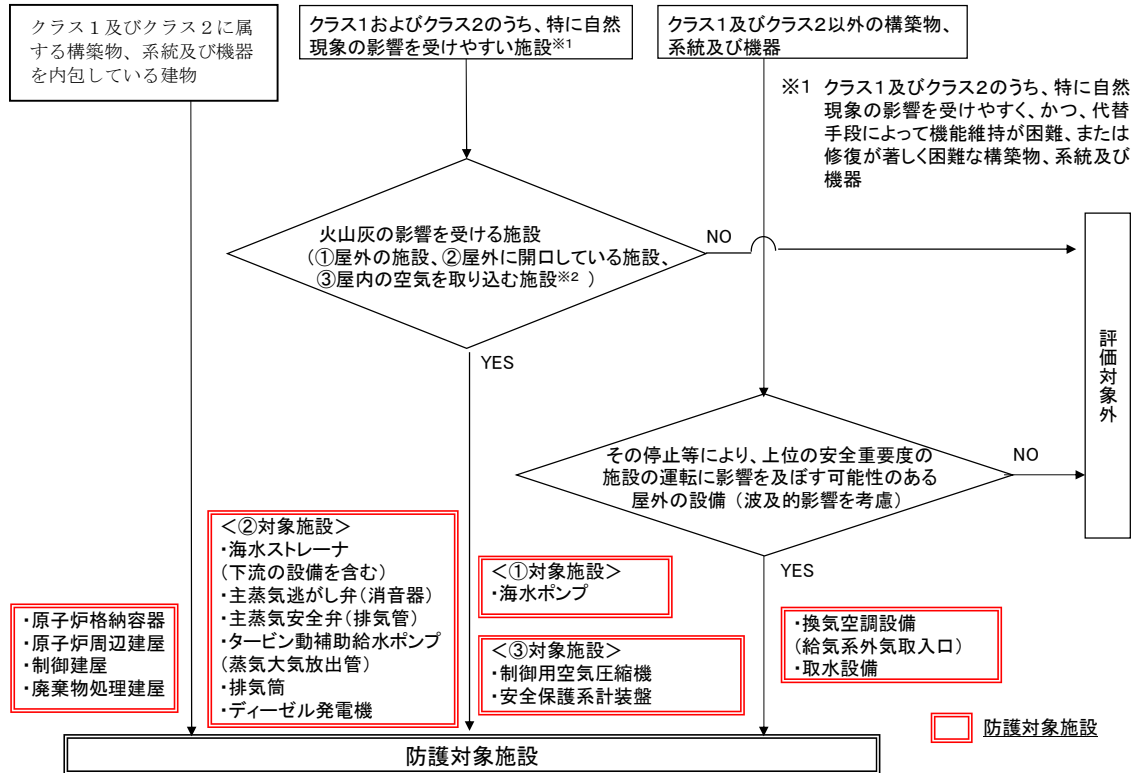 クラス１及びクラス２に属
する構築物、系統及び機器
を内包している建物
クラス１およびクラス２のうち、特に自然
現象の影響を受けやすい施設※1
クラス１及びクラス２以外の構築物、
系統及び機器
※1 クラス１及びクラス２のうち、特に自然
現象の影響を受けやすく、かつ、代替
手段によって機能維持が困難、または
修復が著しく困難な構築物、系統及び
機器
火山灰の影響を受ける施設
（①屋外の施設、②屋外に開口している施設、
③屋内の空気を取り込む施設※2 ）
NO
YES
評価対象外
その停止等により、上位の安全重要度の
施設の運転に影響を及ぼす可能性のある
屋外の設備（波及的影響を考慮）
NO
YES
・原子炉格納容器
・原子炉周辺建屋
・制御建屋
・廃棄物処理建屋
＜②対象施設＞
・海水ストレーナ
（下流の設備を含む）
・主蒸気逃がし弁（消音器）
・主蒸気安全弁（排気管）
・タービン動補助給水ポンプ
（蒸気大気放出管）
・排気筒
・ディーゼル発電機
＜①対象施設＞
・海水ポンプ
＜③対象施設＞
・制御用空気圧縮機
・安全保護系計装盤
・換気空調設備
（給気系外気取入口）
・取水設備
防護対象施設
防護対象施設